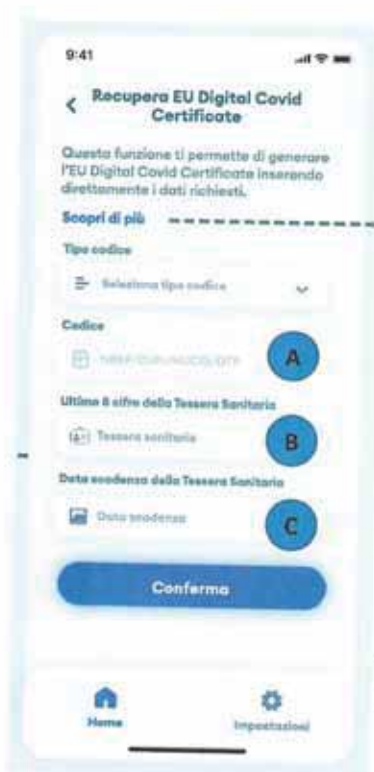 9:41
Recupera EU Digital Covid
Certificate
Questa funzione ti permette di generare
l'EU Digital Covid Certificate inserendo
direttamente i dati richiesti.
Scopri di più
Tipo codice
Seleziona tipo codice
Codice
A
Ultime 8 cifre della Tessera Sanitaria
Tessera sanitaria
B
Data scadenza della Tessera Sanitaria
Data scadenza
C
Conferma
Home
Impostazioni